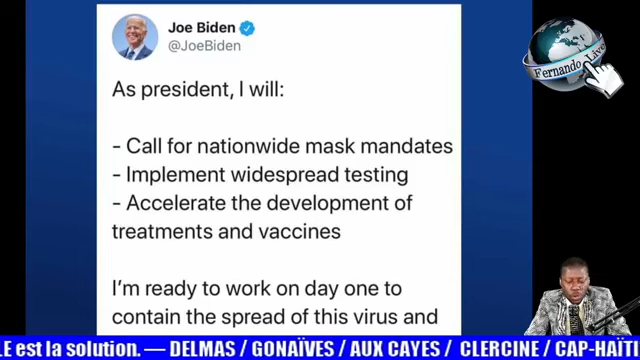 Joe Biden
@JoeBiden
As president, I will:
- Call for nationwide mask mandates
- Implement widespread testing
- Accelerate the development of
treatments and vaccines
I'm ready to work on day one to
contain the spread of this virus and
Fernando Live
LE est la solution. — DELMAS / GONAÏVES / AUX CAYES / CLERCINE / CAP-HAÏTI